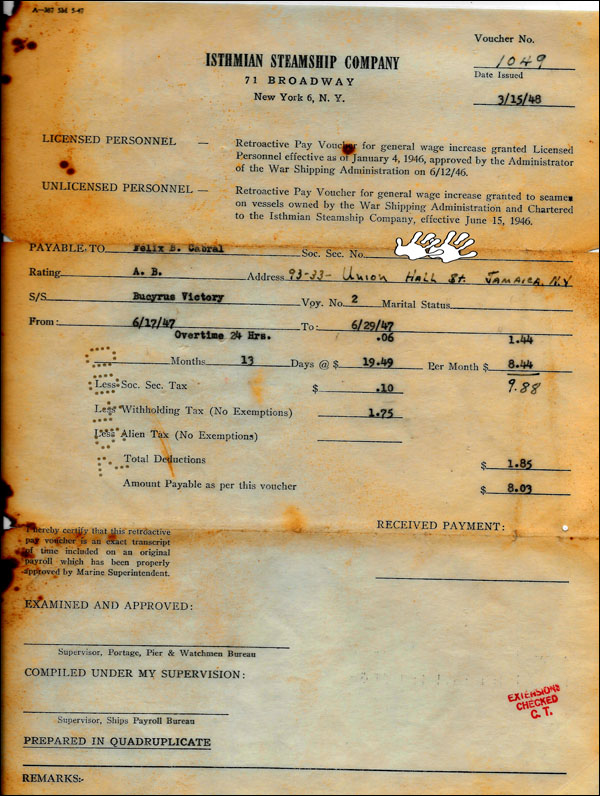 A—387 5M 5-47
Voucher No.
1049
ISTHMIAN STEAMSHIP COMPANY
71 BROADWAY
New York 6, N. Y.
Date Issued
3/15/48
LICENSED PERSONNEL — Retroactive Pay Voucher for general wage increase granted Licensed
Personnel effective as of January 4, 1946, approved by the Administrator
of the War Shipping Administration on 6/12/46.
UNLICENSED PERSONNEL — Retroactive Pay Voucher for general wage increase granted to seamen
on vessels owned by the War Shipping Administration and Chartered
to the Isthmian Steamship Company, effective June 15, 1946.
PAYABLE TO Felix B. Cabral Soc. Sec. No.
Rating A. B. Address 93-33- Union Hall St. Jamaica, N.Y
S/S Bucyrus Victory Voy. No 2 Marital Status
From: 6/17/47 To: 6/29/47
Overtime 24 Hrs. .06 1.44
Months 13 Days @ $ 19.49 Per Month $ 8.44
9.88
Less Soc. Sec. Tax $ .10
Less Withholding Tax (No Exemptions) 1.75
Less Alien Tax (No Exemptions)
Total Deductions $ 1.85
Amount Payable as per this voucher $ 8.03
I hereby certify that this retroactive
pay voucher is an exact transcript
of time included on an original
payroll which has been properly
approved by Marine Superintendent.
RECEIVED PAYMENT:
EXAMINED AND APPROVED:
Supervisor, Portage, Pier & Watchmen Bureau
COMPILED UNDER MY SUPERVISION:
Supervisor, Ships Payroll Bureau
EXTENSIONS
CHECKED
C. T.
PREPARED IN QUADRUPLICATE
REMARKS:-